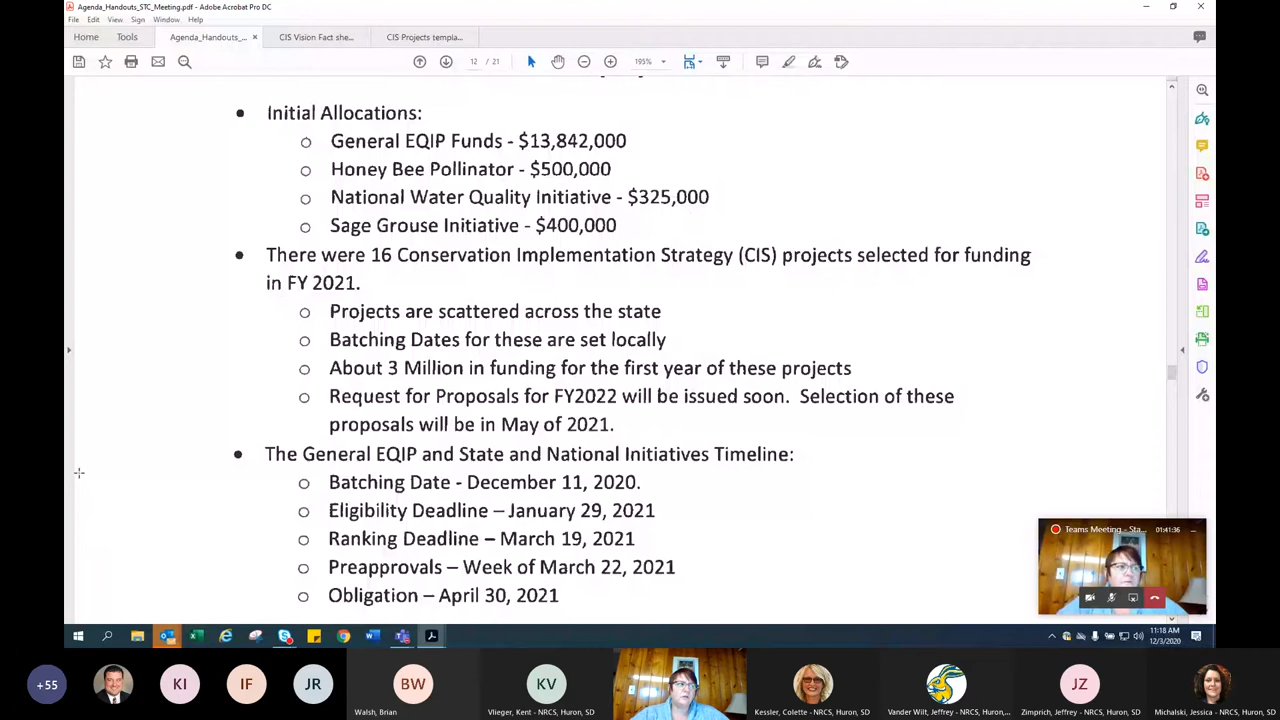 Agenda_Handouts_STC_Meeting.pdf - Adobe Acrobat Pro DC
File Edit View Sign Window Help
Home Tools Agenda_Handouts_... × CIS Vision Fact she... CIS Projects templa...
12 / 21 195%
Initial Allocations:
General EQIP Funds - $13,842,000
Honey Bee Pollinator - $500,000
National Water Quality Initiative - $325,000
Sage Grouse Initiative - $400,000
There were 16 Conservation Implementation Strategy (CIS) projects selected for funding
in FY 2021.
Projects are scattered across the state
Batching Dates for these are set locally
About 3 Million in funding for the first year of these projects
Request for Proposals for FY2022 will be issued soon. Selection of these
proposals will be in May of 2021.
The General EQIP and State and National Initiatives Timeline:
Batching Date - December 11, 2020.
Eligibility Deadline – January 29, 2021
Ranking Deadline – March 19, 2021
Preapprovals – Week of March 22, 2021
Obligation – April 30, 2021
Teams Meeting - Sta... 01:41:36
11:18 AM
12/3/2020
+55 KI IF JR BW KV JZ
Walsh, Brian Vlieger, Kent - NRCS, Huron, SD Kessler, Colette - NRCS, Huron, SD Vander Wilt, Jeffrey - NRCS, Huron,... Zimprich, Jeffrey - NRCS, Huron, SD Michalski, Jessica - NRCS, Huron, SD